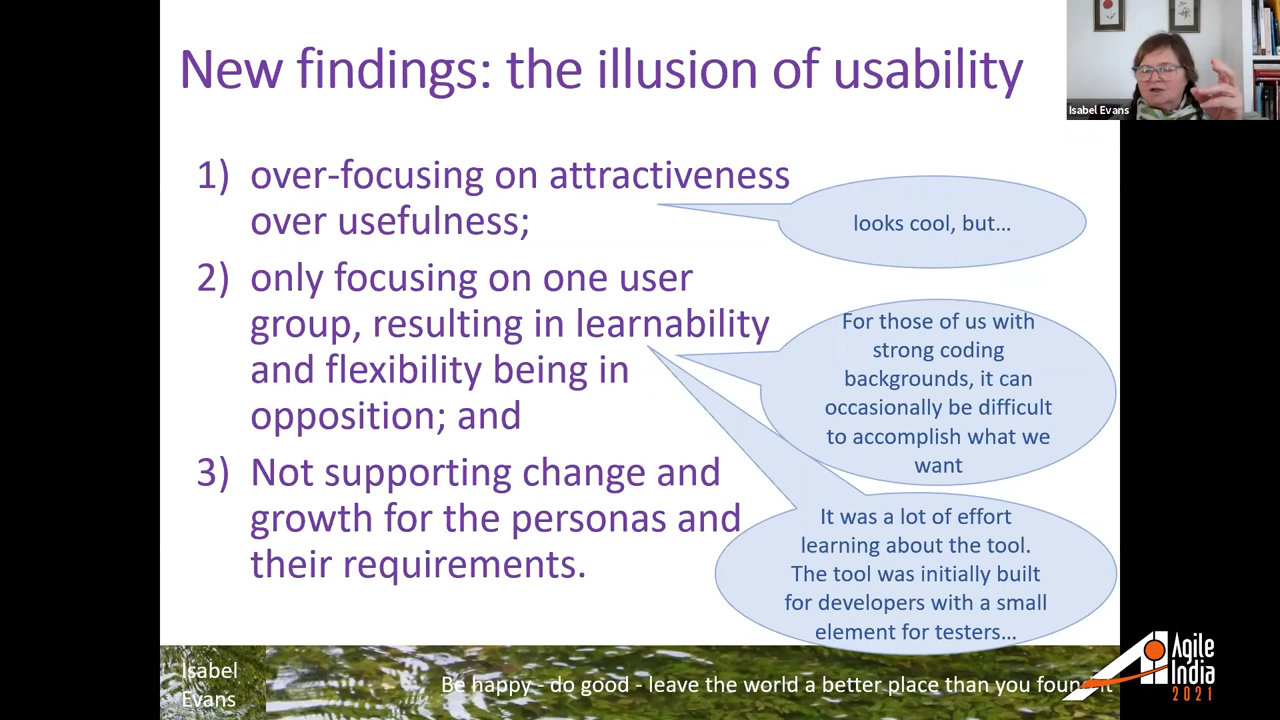 New findings: the illusion of usability
Isabel Evans
1) over-focusing on attractiveness
over usefulness;
looks cool, but...
2) only focusing on one user
group, resulting in learnability
and flexibility being in
opposition; and
For those of us with
strong coding
backgrounds, it can
occasionally be difficult
to accomplish what we
want
3) Not supporting change and
growth for the personas and
their requirements.
It was a lot of effort
learning about the tool.
The tool was initially built
for developers with a small
element for testers...
Isabel
Evans
Be happy - do good - leave the world a better place than you found it
Agile
India
2021